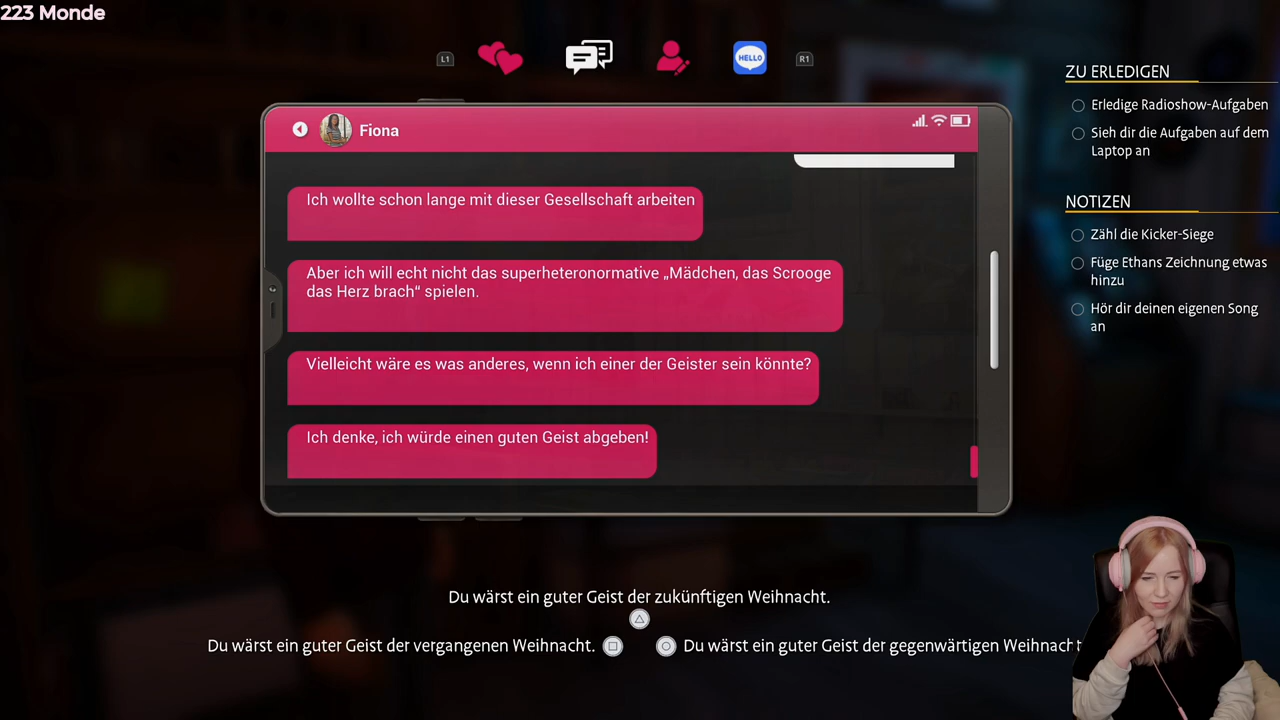 223 Monde
L1
HELLO
R1
ZU ERLEDIGEN
Erledige Radioshow-Aufgaben
Sieh dir die Aufgaben auf dem
Laptop an
NOTIZEN
Zähl die Kicker-Siege
Füge Ethans Zeichnung etwas
hinzu
Hör dir deinen eigenen Song
an
Fiona
Ich wollte schon lange mit dieser Gesellschaft arbeiten
Aber ich will echt nicht das superheteronormative „Mädchen, das Scrooge
das Herz brach“ spielen.
Vielleicht wäre es was anderes, wenn ich einer der Geister sein könnte?
Ich denke, ich würde einen guten Geist abgeben!
Du wärst ein guter Geist der zukünftigen Weihnacht.
Du wärst ein guter Geist der vergangenen Weihnacht.
Du wärst ein guter Geist der gegenwärtigen Weihnacht